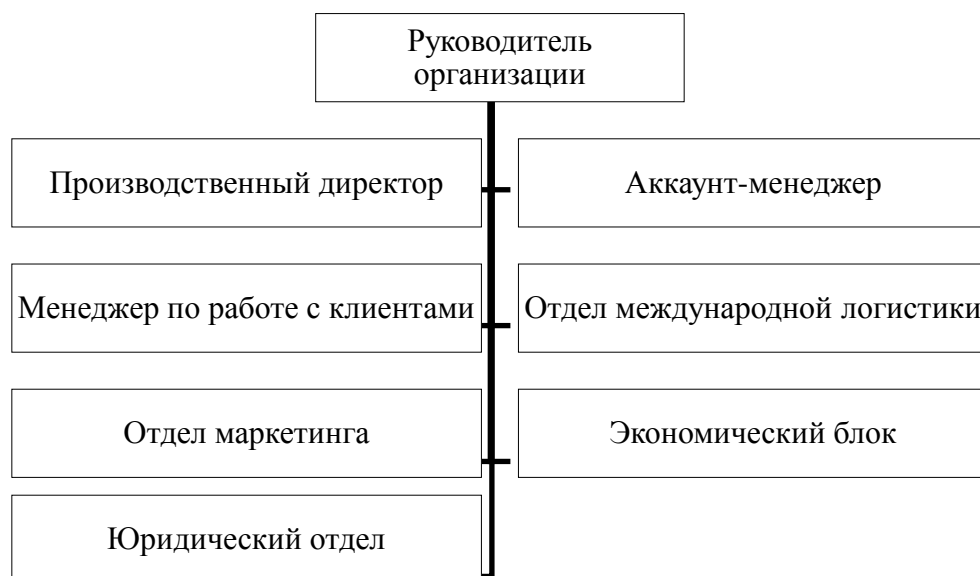 Руководитель
организации
Производственный директор
Аккаунт-менеджер
Менеджер по работе с клиентами
Отдел международной логистики
Отдел маркетинга
Экономический блок
Юридический отдел